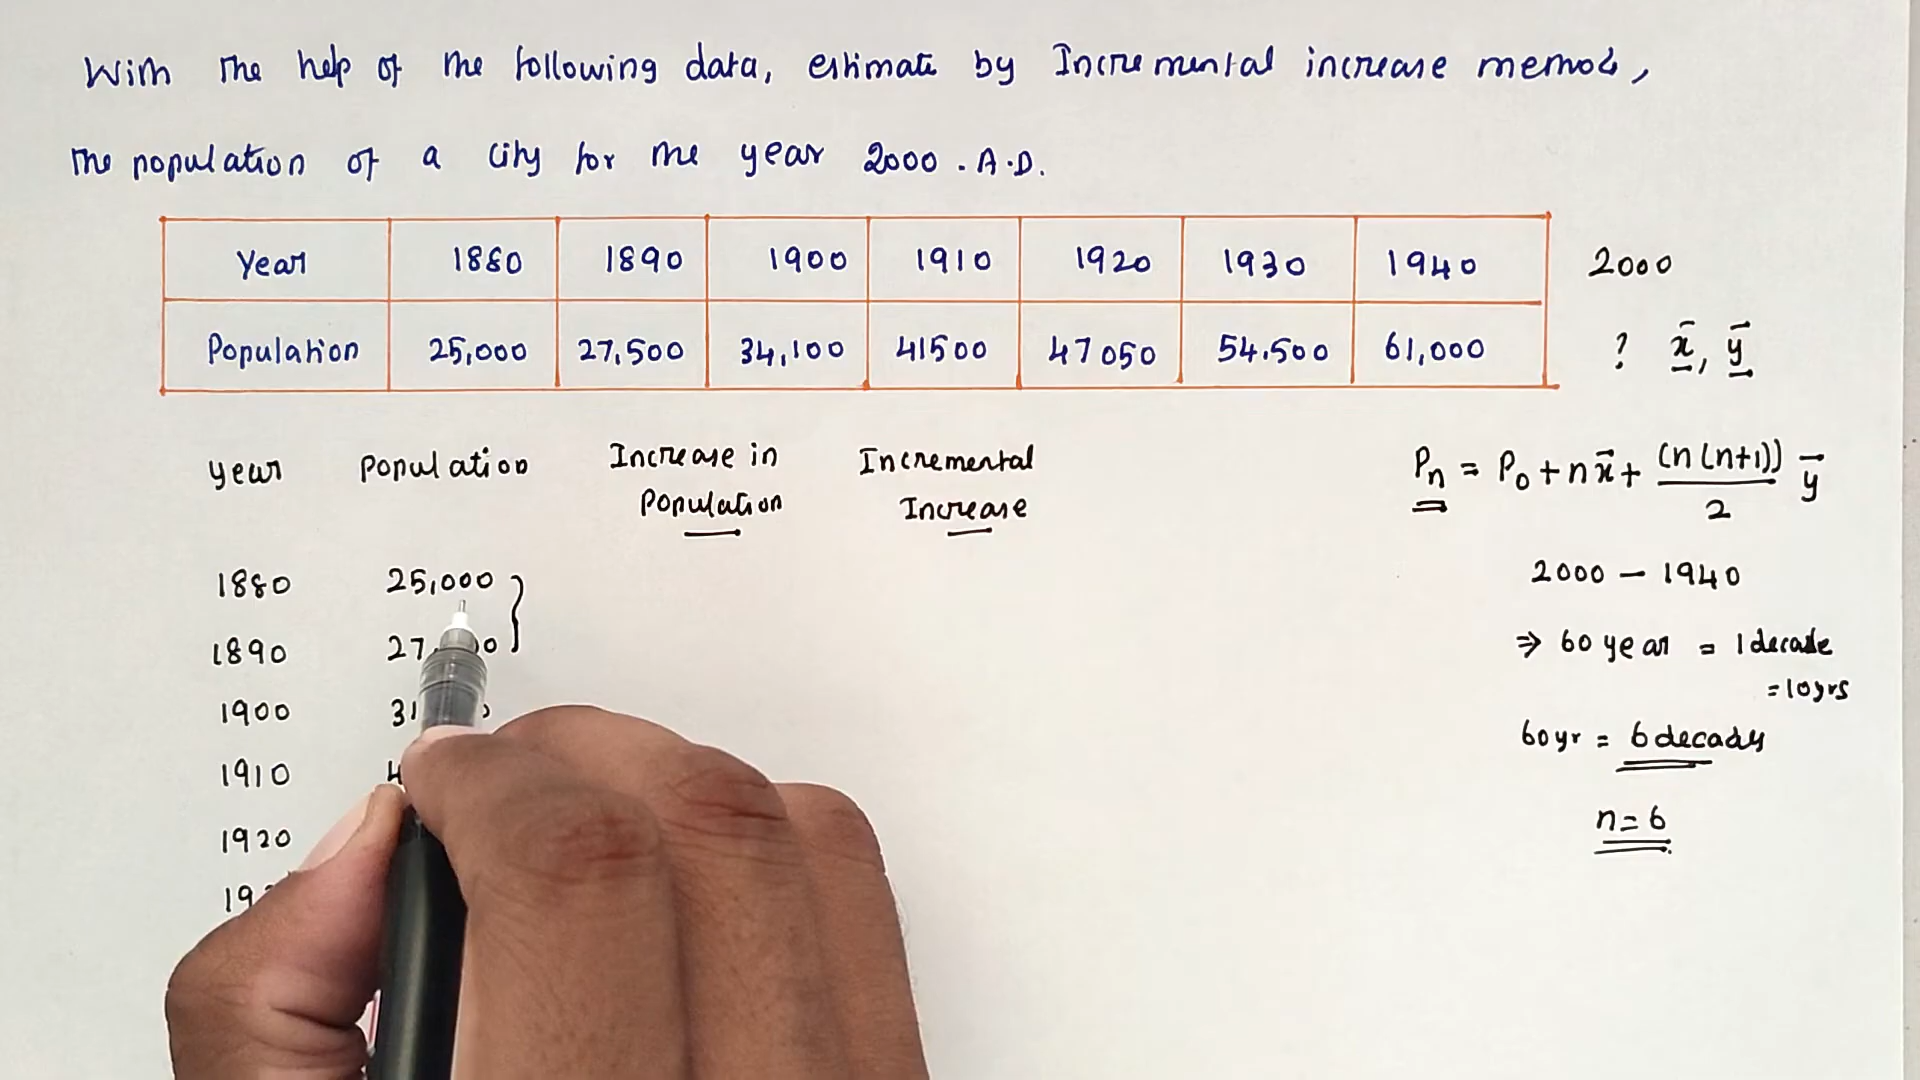 With the help of the following data, estimate by Incremental increase method,
the population of a city for the year 2000 . A.D.
Year 1880 1890 1900 1910 1920 1930 1940 2000
Population 25,000 27,500 34,100 41500 47050 54,500 61,000 ? x̄, ȳ
year Population Increase in Population Incremental Increase
Pn = P0 + n x̄ + (n(n+1)) / 2 ȳ
1880 25,000
1890
1900
1910
1920
2000 - 1940
⇒ 60 year = 1 decade
= 10yrs
60yr = 6 decades
n = 6